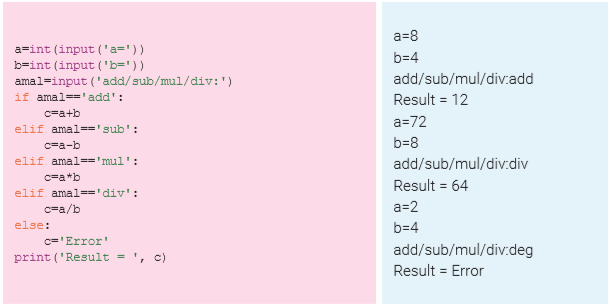 a=int(input('a='))
b=int(input('b='))
amal=input('add/sub/mul/div:')
if amal=='add':
    c=a+b
elif amal=='sub':
    c=a-b
elif amal=='mul':
    c=a*b
elif amal=='div':
    c=a/b
else:
    c='Error'
print('Result = ', c)
a=8
b=4
add/sub/mul/div:add
Result = 12
a=72
b=8
add/sub/mul/div:div
Result = 64
a=2
b=4
add/sub/mul/div:deg
Result = Error